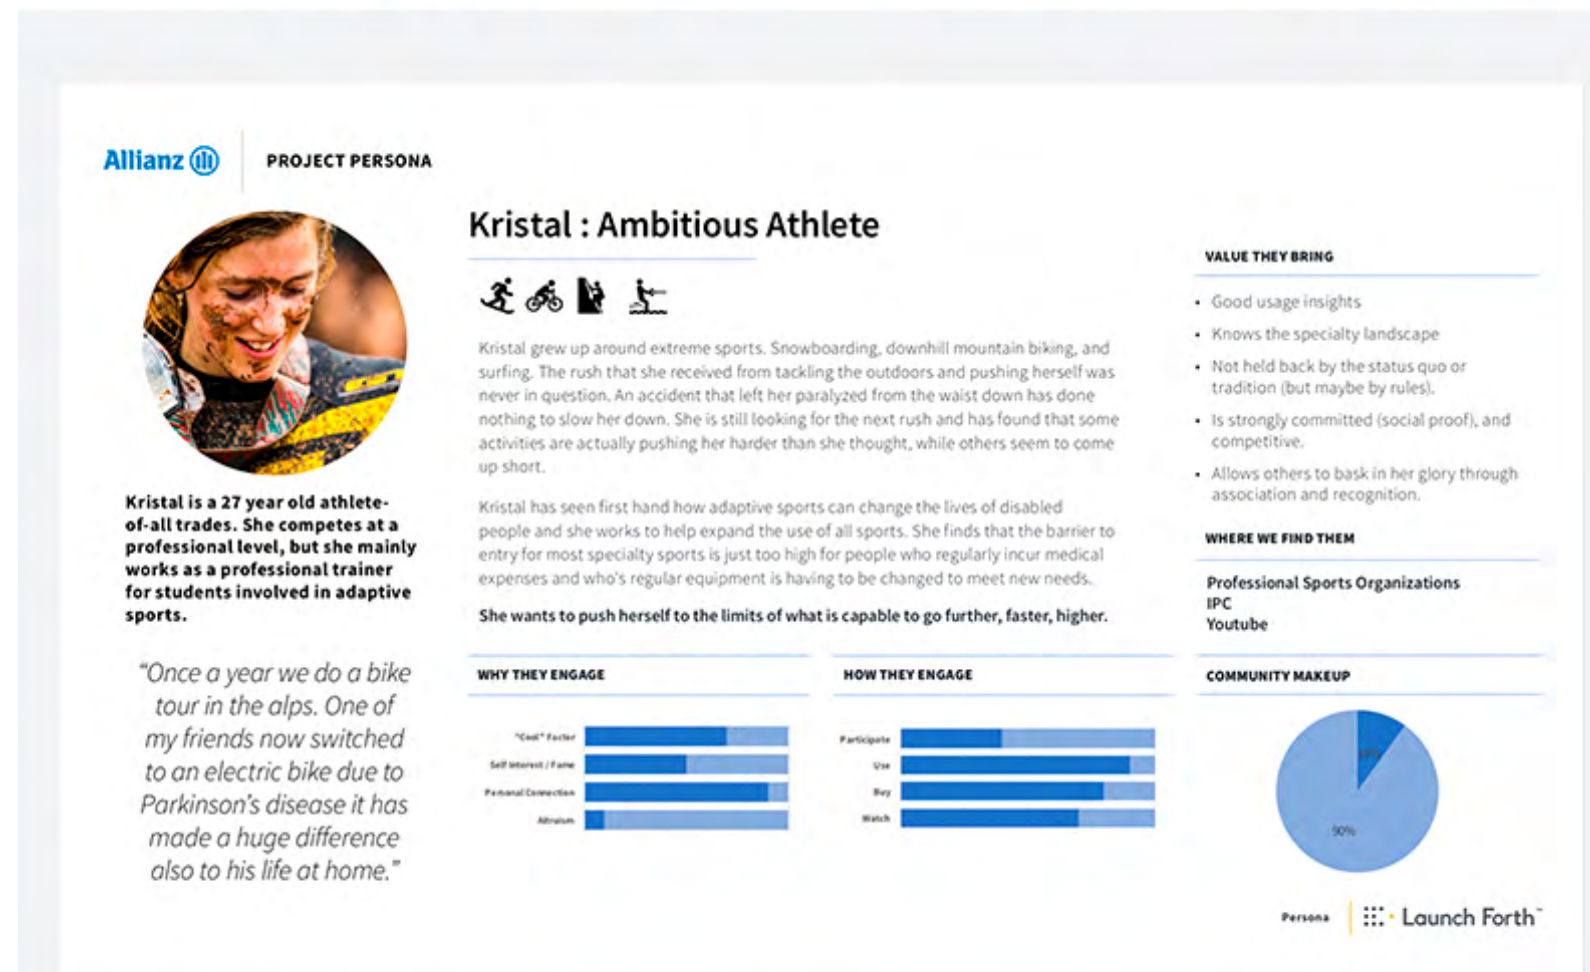 Allianz
PROJECT PERSONA
Kristal is a 27 year old athlete-
of-all trades. She competes at a
professional level, but she mainly
works as a professional trainer
for students involved in adaptive
sports.
“Once a year we do a bike
tour in the alps. One of
my friends now switched
to an electric bike due to
Parkinson’s disease it has
made a huge difference
also to his life at home.”
Kristal : Ambitious Athlete
Kristal grew up around extreme sports. Snowboarding, downhill mountain biking, and
surfing. The rush that she received from tackling the outdoors and pushing herself was
never in question. An accident that left her paralyzed from the waist down has done
nothing to slow her down. She is still looking for the next rush and has found that some
activities are actually pushing her harder than she thought, while others seem to come
up short.
Kristal has seen first hand how adaptive sports can change the lives of disabled
people and she works to help expand the use of all sports. She finds that the barrier to
entry for most specialty sports is just too high for people who regularly incur medical
expenses and who's regular equipment is having to be changed to meet new needs.
She wants to push herself to the limits of what is capable to go further, faster, higher.
WHY THEY ENGAGE
"Cool" Factor
Self Interest / Fame
Personal Connection
Altruism
HOW THEY ENGAGE
Participate
Use
Buy
Watch
VALUE THEY BRING
• Good usage insights
• Knows the specialty landscape
• Not held back by the status quo or
tradition (but maybe by rules).
• Is strongly committed (social proof), and
competitive.
• Allows others to bask in her glory through
association and recognition.
WHERE WE FIND THEM
Professional Sports Organizations
IPC
Youtube
COMMUNITY MAKEUP
90%
Persona
Launch Forth™